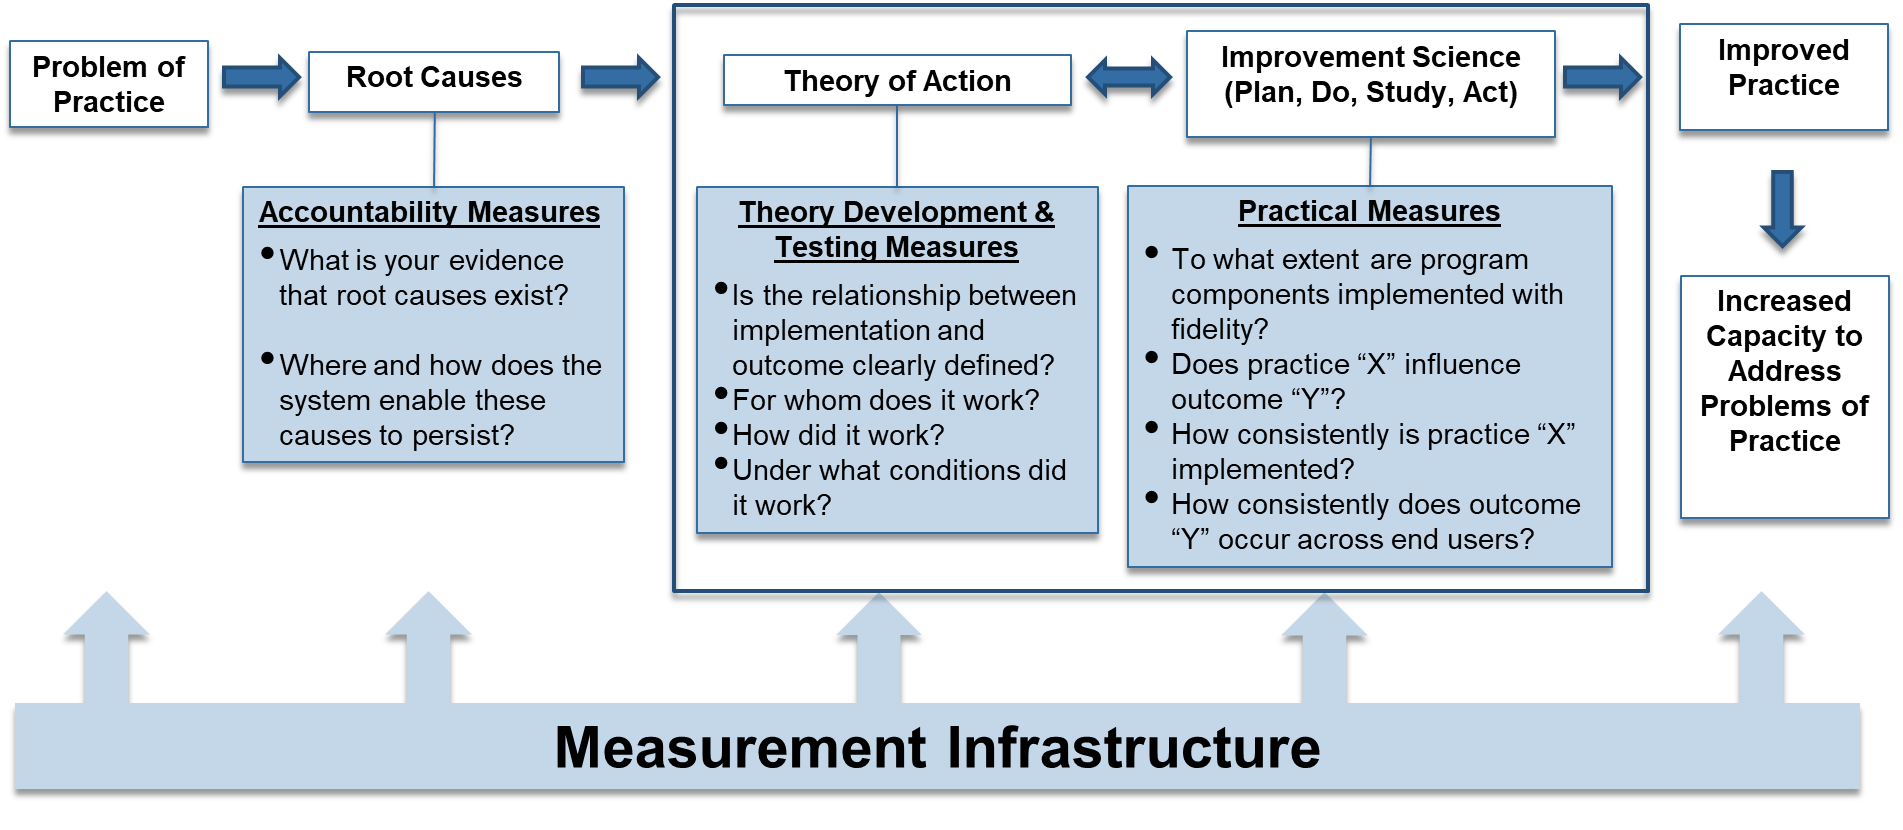 Problem of
Practice
Root Causes
Theory of Action
Improvement Science
(Plan, Do, Study, Act)
Improved
Practice
Accountability Measures
• What is your evidence
that root causes exist?
• Where and how does the
system enable these
causes to persist?
Theory Development &
Testing Measures
• Is the relationship between
implementation and
outcome clearly defined?
• For whom does it work?
• How did it work?
• Under what conditions did
it work?
Practical Measures
• To what extent are program
components implemented with
fidelity?
• Does practice “X” influence
outcome “Y”?
• How consistently is practice “X”
implemented?
• How consistently does outcome
“Y” occur across end users?
Increased
Capacity to
Address
Problems of
Practice
Measurement Infrastructure